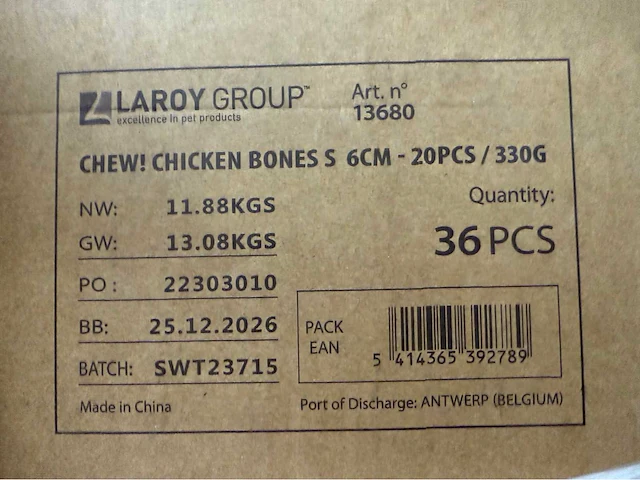 LAROY GROUP™
excellence in pet products
Art. n°
13680
CHEW! CHICKEN BONES S 6CM - 20PCS / 330G
NW: 11.88KGS
GW: 13.08KGS
PO : 22303010
BB: 25.12.2026
BATCH: SWT23715
Made in China
Quantity:
36 PCS
PACK
EAN
5 414365 392789
Port of Discharge: ANTWERP (BELGIUM)